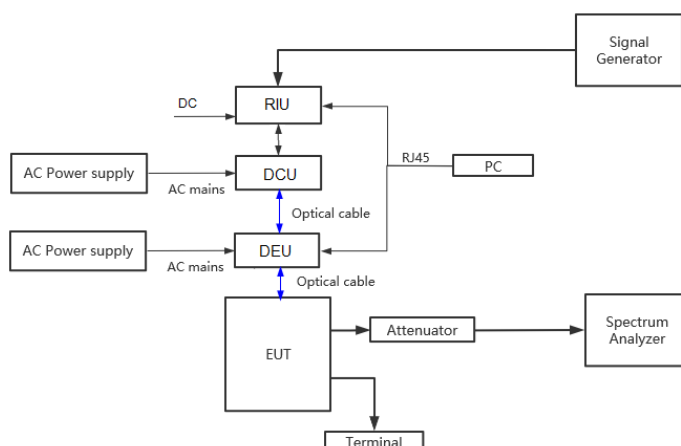 Signal
Generator
DC
RIU
RJ45
PC
AC Power supply
AC mains
DCU
Optical cable
AC Power supply
AC mains
DEU
Optical cable
EUT
Attenuator
Spectrum
Analyzer
Terminal